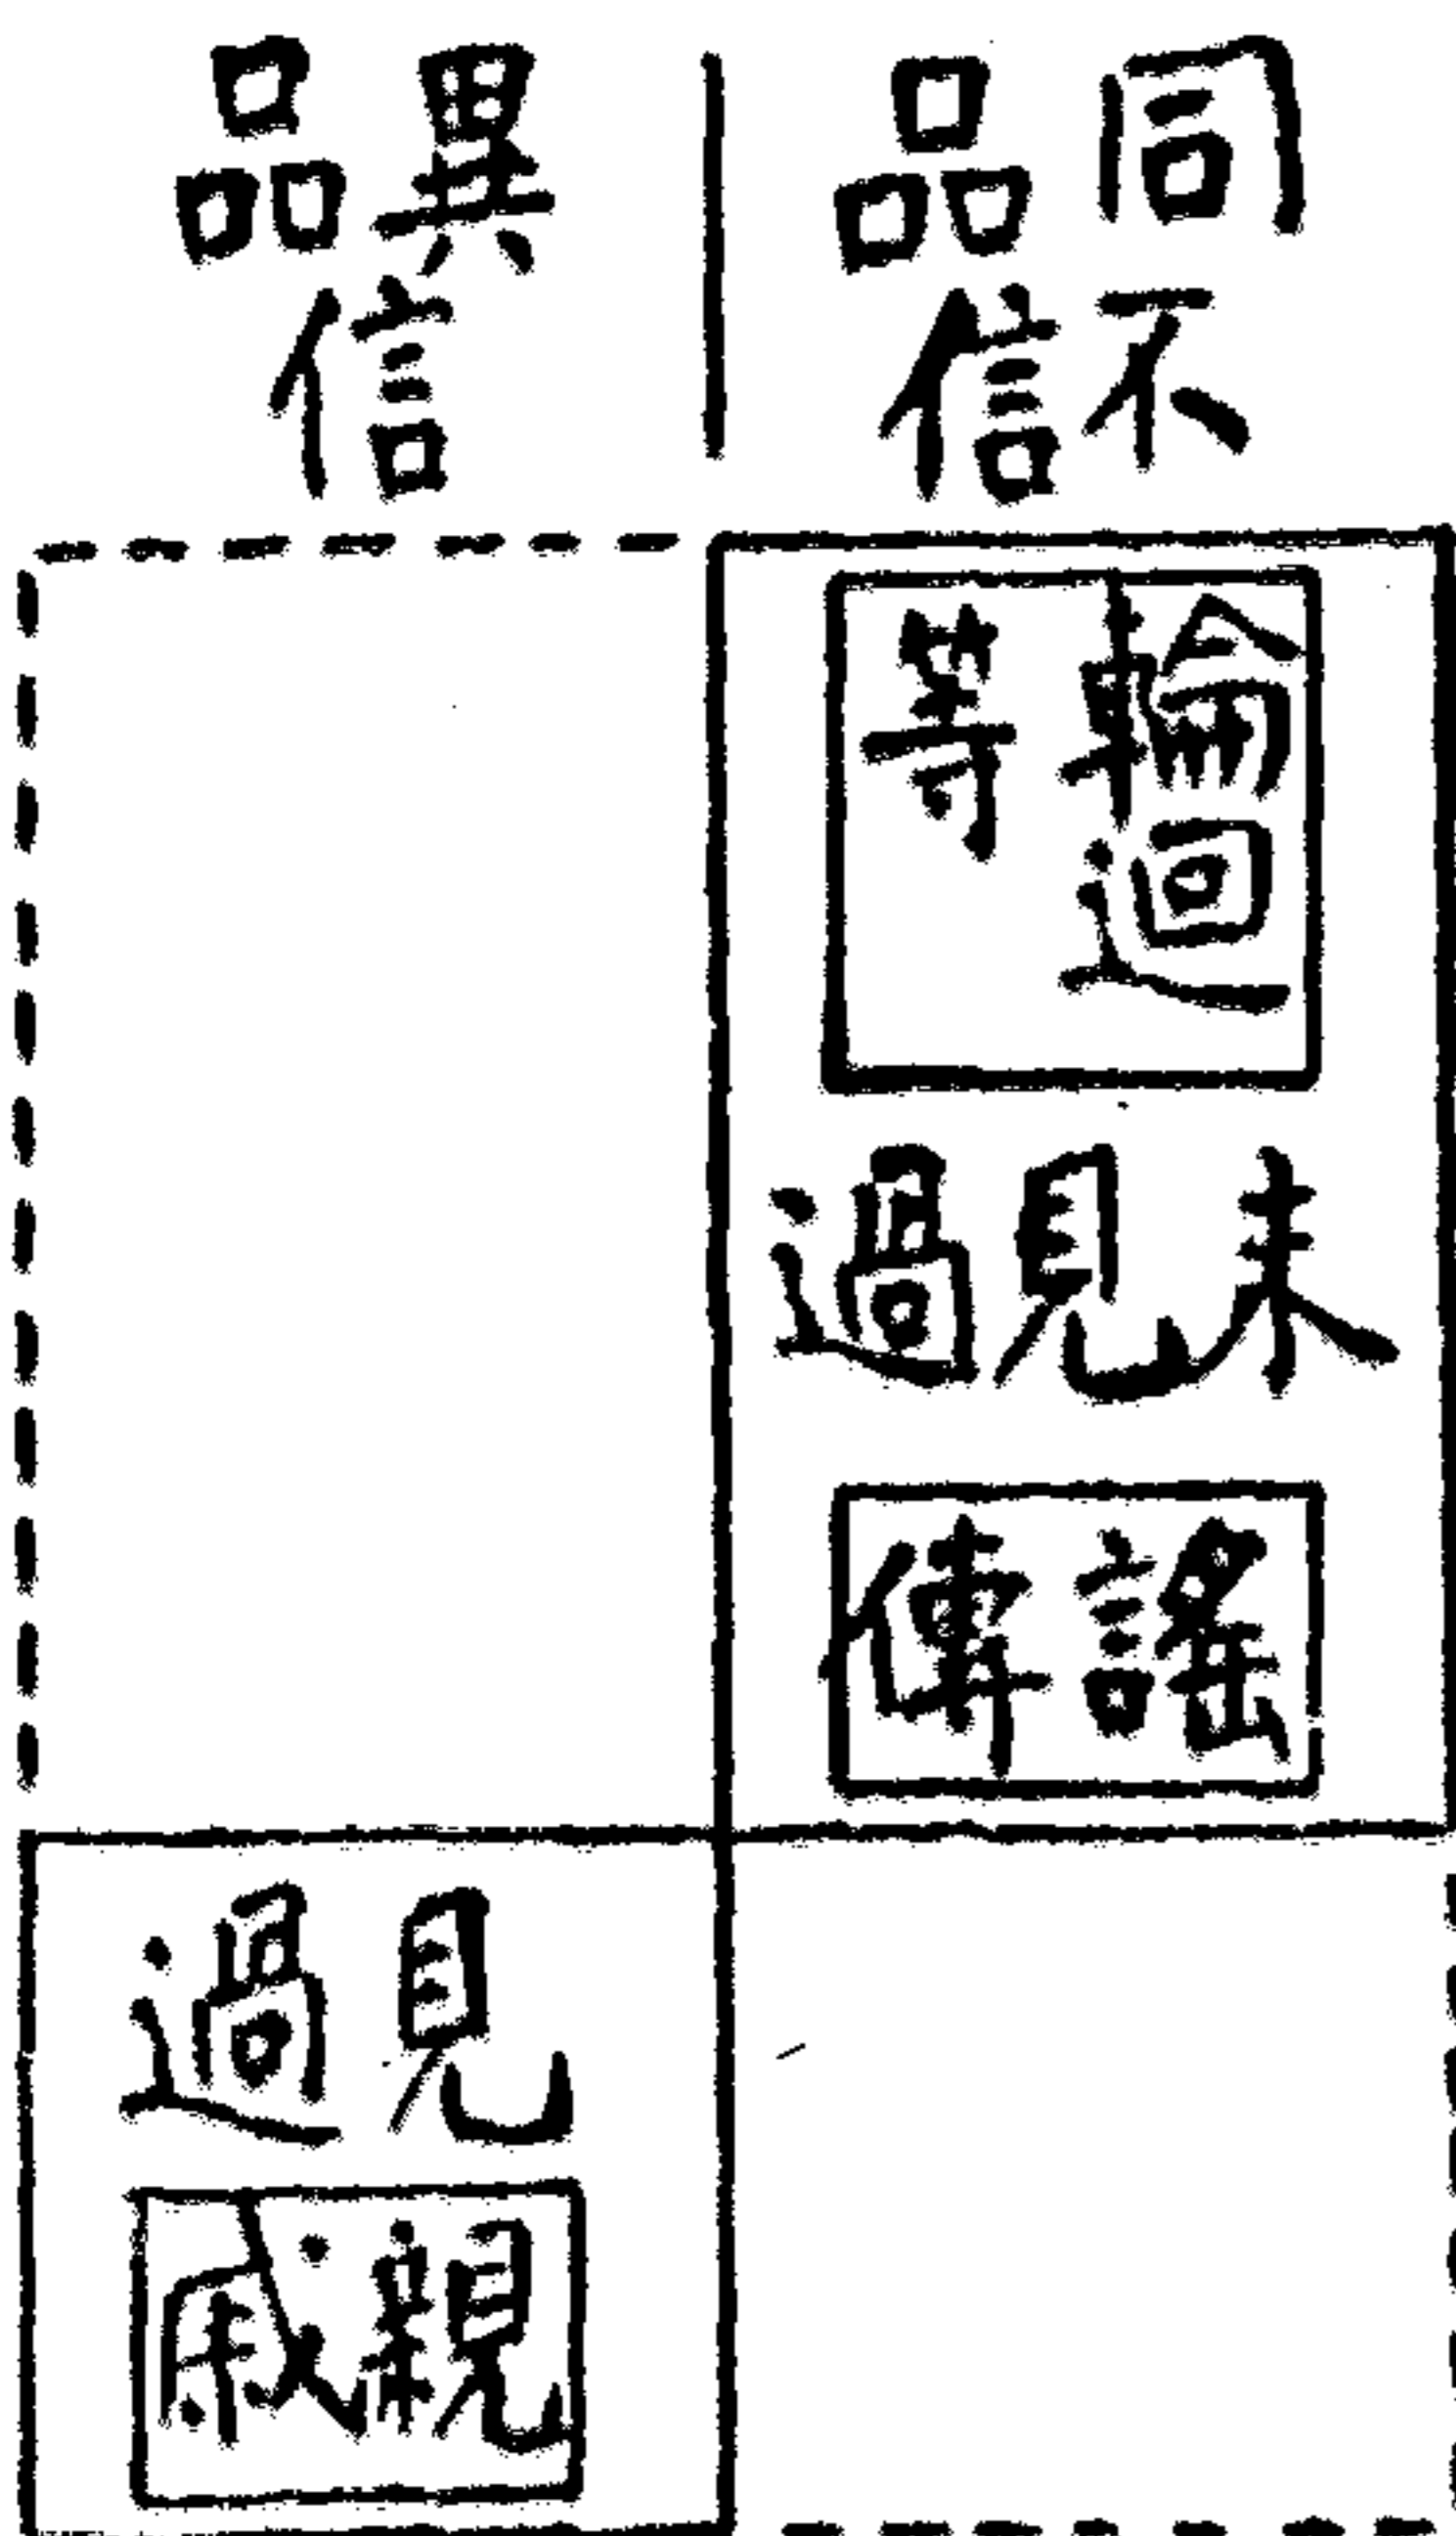 同品
不信
異品
信
輪迴
等
未見過
謠傳
見過
親戚